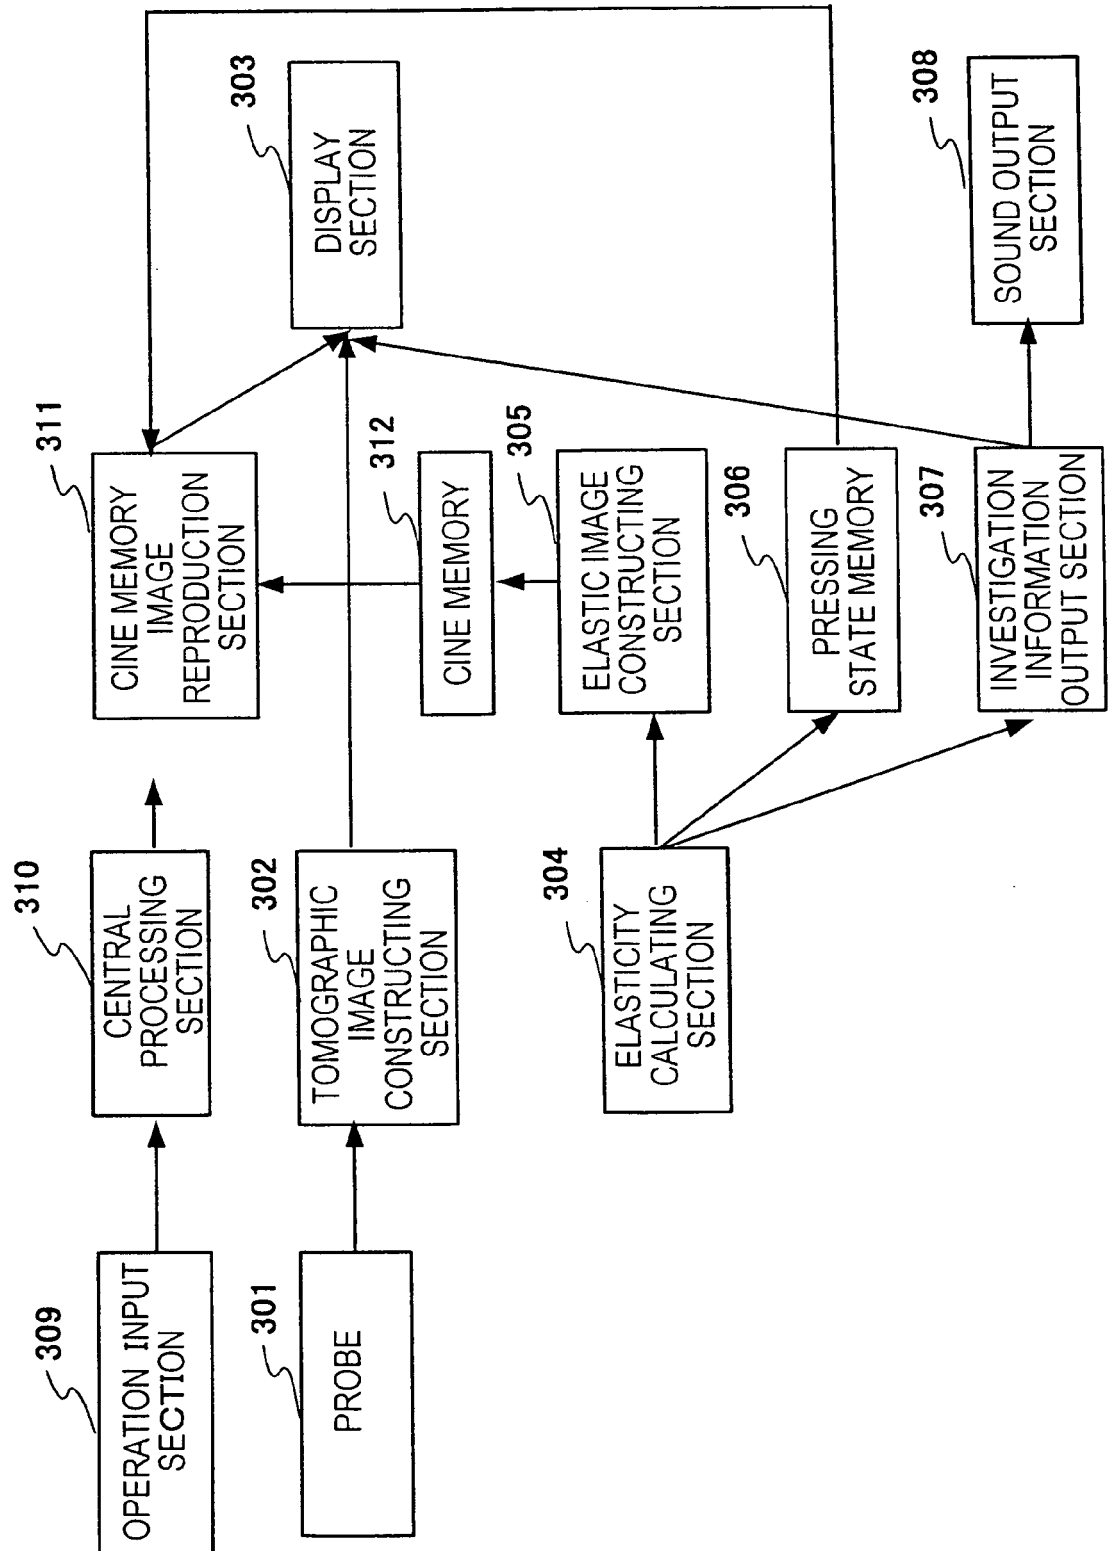 309
OPERATION INPUT
SECTION
310
CENTRAL
PROCESSING
SECTION
311
CINE MEMORY
IMAGE
REPRODUCTION
SECTION
301
PROBE
302
TOMOGRAPHIC
IMAGE
CONSTRUCTING
SECTION
303
DISPLAY
SECTION
312
CINE MEMORY
304
ELASTICITY
CALCULATING
SECTION
305
ELASTIC IMAGE
CONSTRUCTING
SECTION
306
PRESSING
STATE MEMORY
307
INVESTIGATION
INFORMATION
OUTPUT SECTION
308
SOUND OUTPUT
SECTION